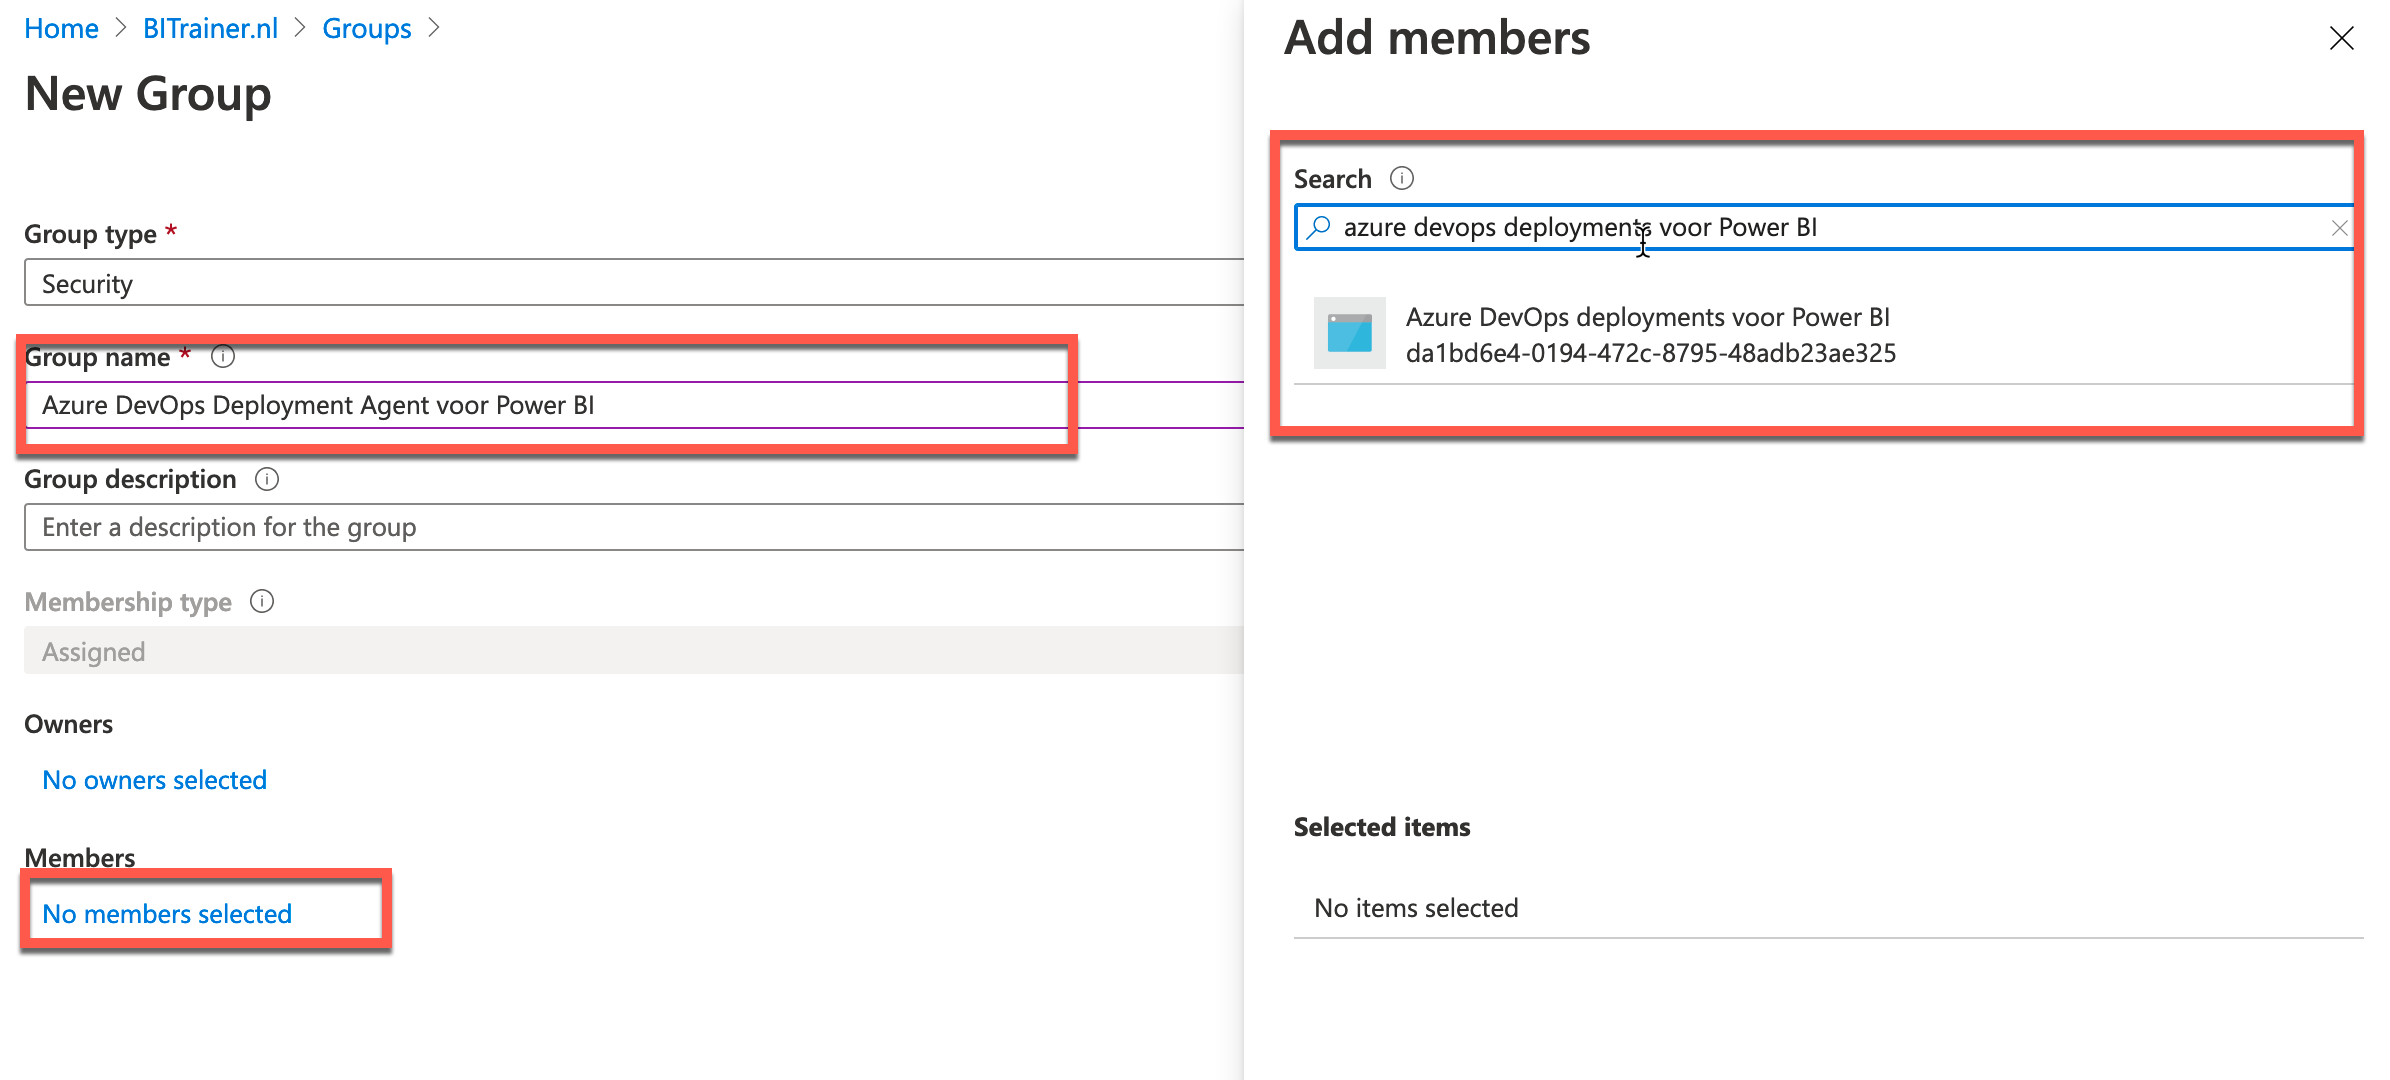 Home > BITrainer.nl > Groups >
New Group
Group type *
Security
Group name *
Azure DevOps Deployment Agent voor Power BI
Group description
Enter a description for the group
Membership type
Assigned
Owners
No owners selected
Members
No members selected
Add members
Search
azure devops deployments voor Power BI
Azure DevOps deployments voor Power BI
da1bd6e4-0194-472c-8795-48adb23ae325
Selected items
No items selected